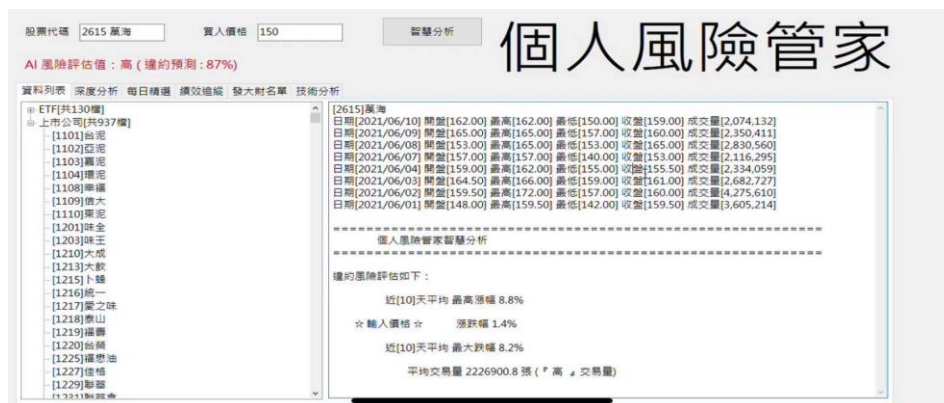 個人風險管家
股票代碼 2615 萬海 買入價格 150 智慧分析
AI 風險評估值：高 ( 違約預測 : 87%)
資料列表 深度分析 每日精選 績效追縱 發大財名單 技術分析
ETF[共130檔]
上市公司[共937檔]
[1101]台泥
[1102]亞泥
[1103]嘉泥
[1104]環泥
[1108]幸福
[1109]信大
[1110]東泥
[1201]味全
[1203]味王
[1210]大成
[1213]大飲
[1215]卜蜂
[1216]統一
[1217]愛之味
[1218]泰山
[1219]福壽
[1220]台榮
[1225]福懋油
[1227]佳格
[1229]聯華
[2615]萬海
日期[2021/06/10] 開盤[162.00] 最高[162.00] 最低[150.00] 收盤[159.00] 成交量[2,074,132]
日期[2021/06/09] 開盤[165.00] 最高[165.00] 最低[157.00] 收盤[160.00] 成交量[2,350,411]
日期[2021/06/08] 開盤[153.00] 最高[165.00] 最低[153.00] 收盤[165.00] 成交量[2,830,560]
日期[2021/06/07] 開盤[157.00] 最高[157.00] 最低[140.00] 收盤[153.00] 成交量[2,116,295]
日期[2021/06/04] 開盤[159.00] 最高[162.00] 最低[155.00] 收盤[155.50] 成交量[2,334,059]
日期[2021/06/03] 開盤[164.50] 最高[166.00] 最低[159.00] 收盤[161.00] 成交量[2,682,727]
日期[2021/06/02] 開盤[159.50] 最高[172.00] 最低[157.00] 收盤[160.00] 成交量[4,275,610]
日期[2021/06/01] 開盤[148.00] 最高[159.50] 最低[142.00] 收盤[159.50] 成交量[3,605,214]
個人風險管家智慧分析
違約風險評估如下：
近[10]天平均 最高漲幅 8.8%
☆ 輸入價格 ☆ 漲跌幅 1.4%
近[10]天平均 最大跌幅 8.2%
平均交易量 2226900.8 張 (『 高 』 交易量)